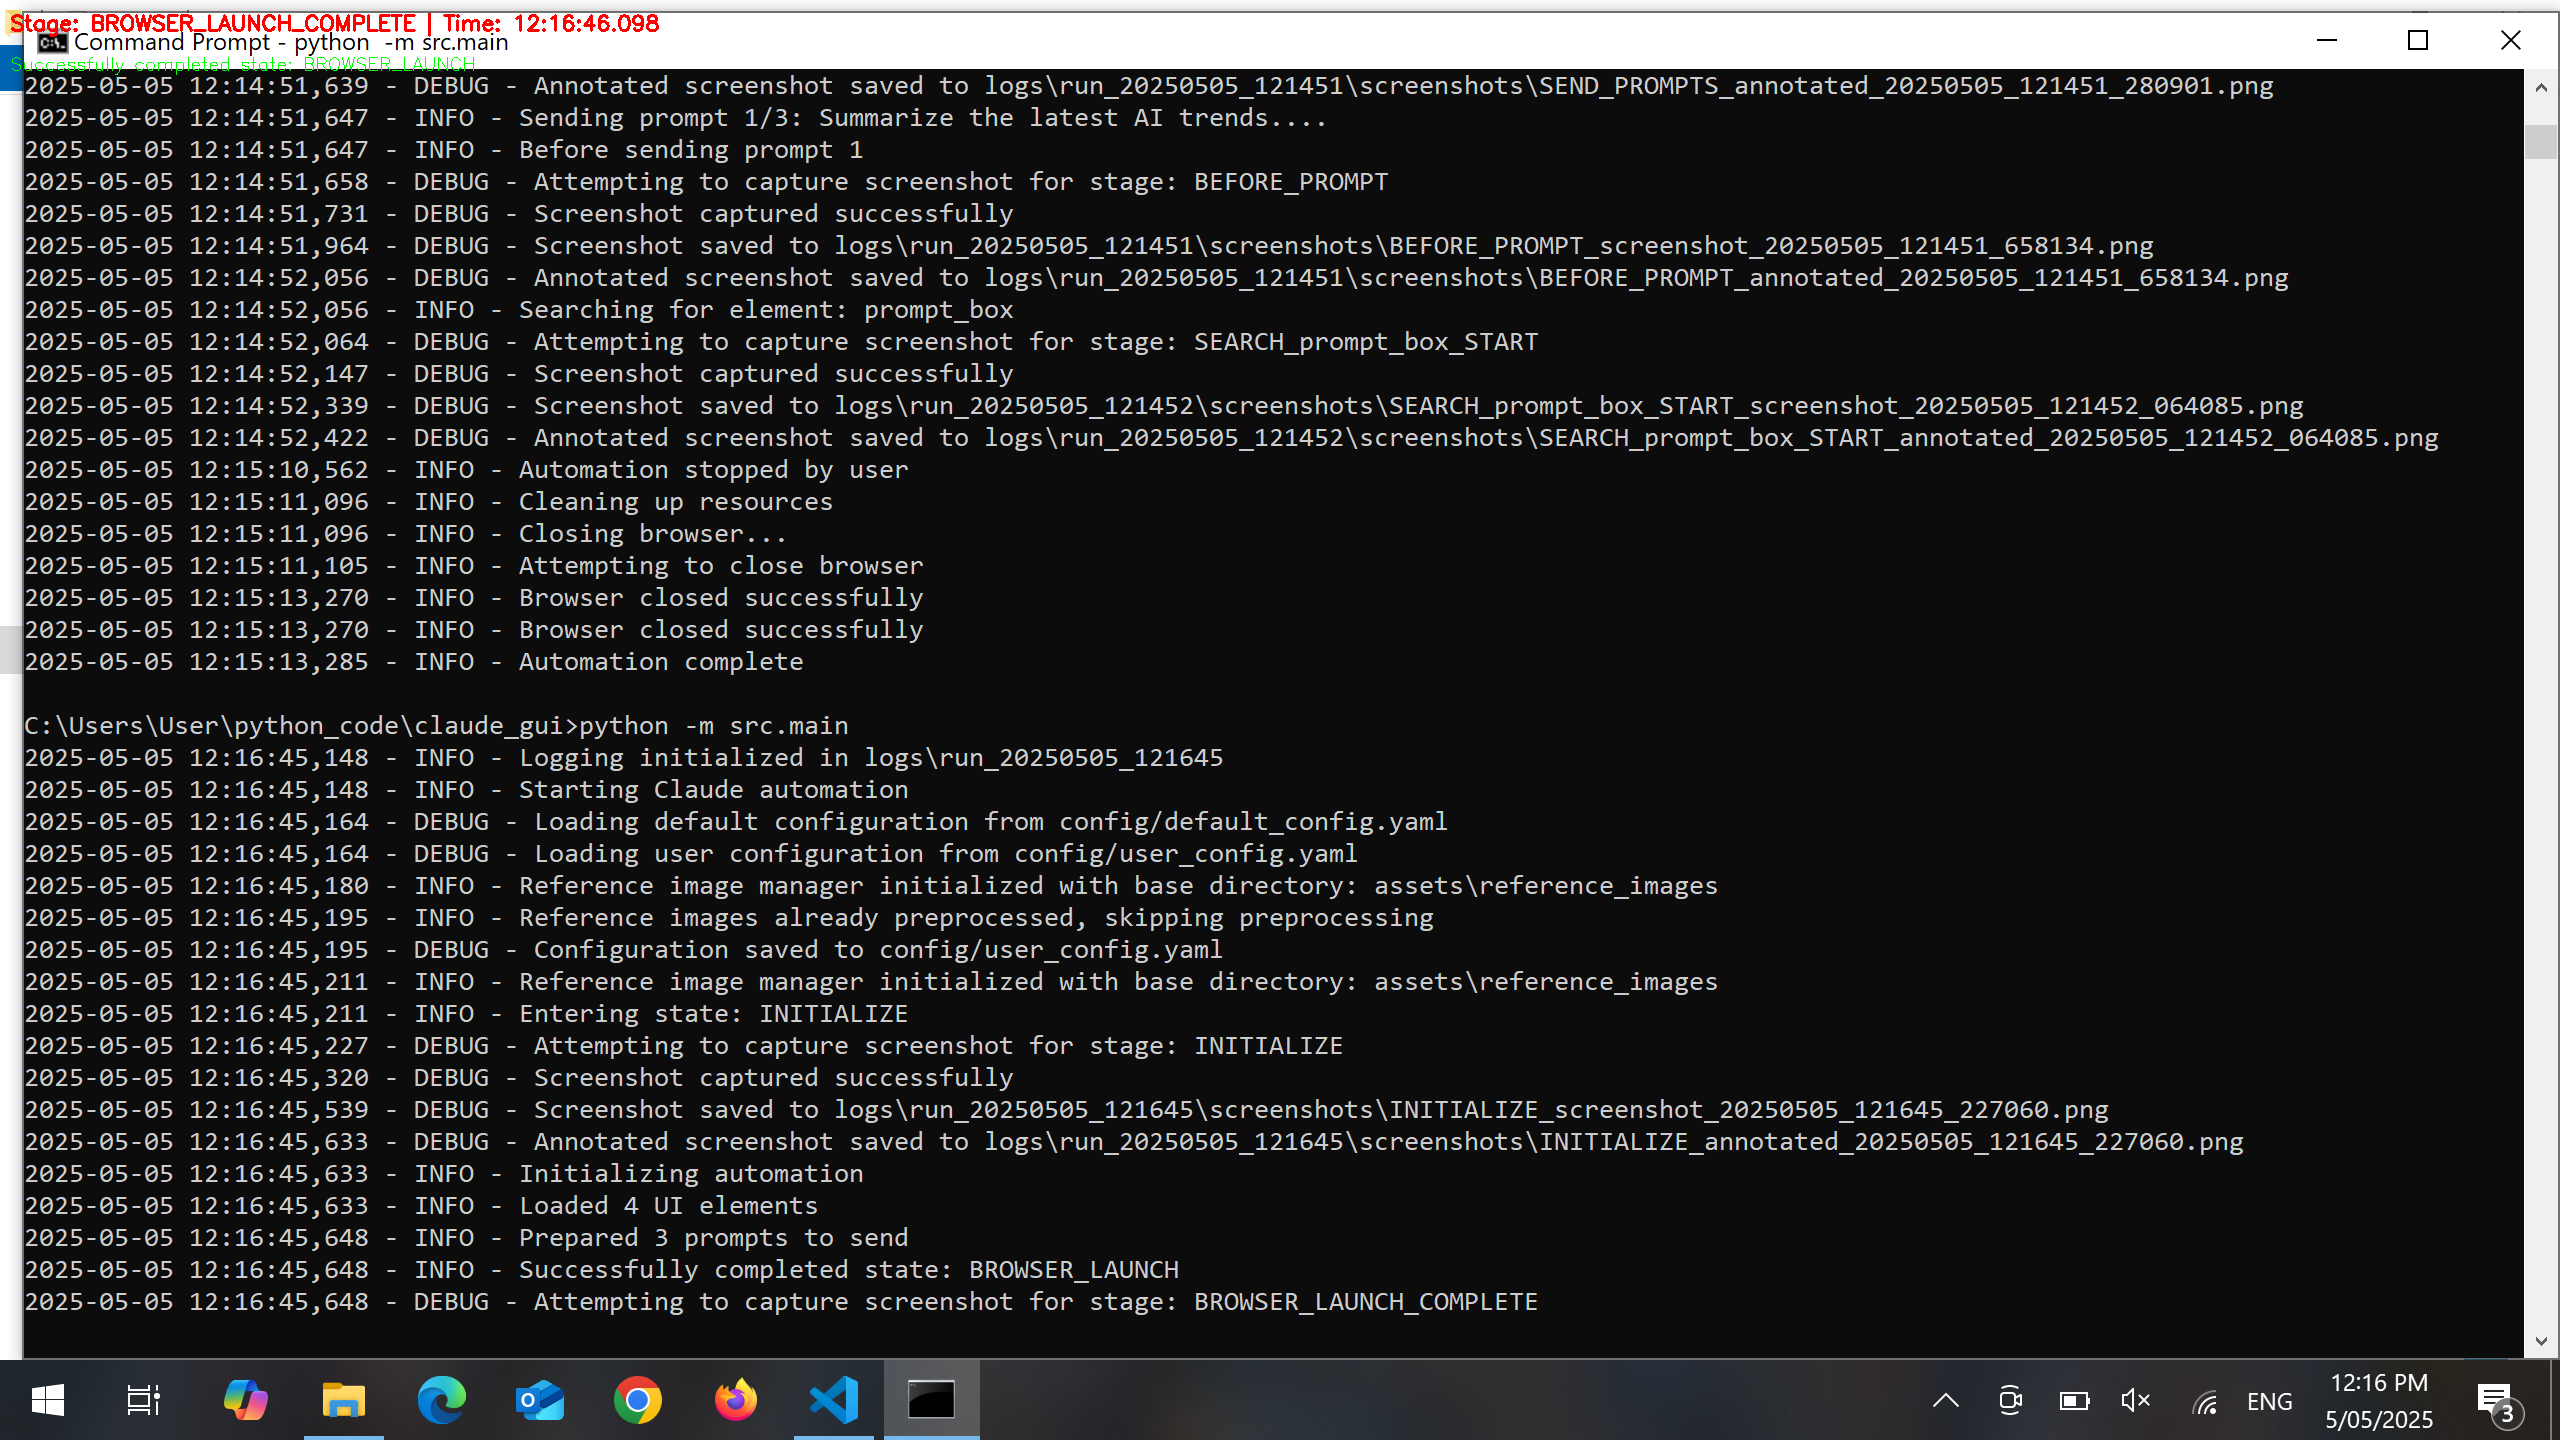 Stage: BROWSER_LAUNCH_COMPLETE | Time: 12:16:46.098
Command Prompt - python  -m src.main
Successfully completed state: BROWSER_LAUNCH
2025-05-05 12:14:51,639 - DEBUG - Annotated screenshot saved to logs\run_20250505_121451\screenshots\SEND_PROMPTS_annotated_20250505_121451_280901.png
2025-05-05 12:14:51,647 - INFO - Sending prompt 1/3: Summarize the latest AI trends....
2025-05-05 12:14:51,647 - INFO - Before sending prompt 1
2025-05-05 12:14:51,658 - DEBUG - Attempting to capture screenshot for stage: BEFORE_PROMPT
2025-05-05 12:14:51,731 - DEBUG - Screenshot captured successfully
2025-05-05 12:14:51,964 - DEBUG - Screenshot saved to logs\run_20250505_121451\screenshots\BEFORE_PROMPT_screenshot_20250505_121451_658134.png
2025-05-05 12:14:52,056 - DEBUG - Annotated screenshot saved to logs\run_20250505_121451\screenshots\BEFORE_PROMPT_annotated_20250505_121451_658134.png
2025-05-05 12:14:52,056 - INFO - Searching for element: prompt_box
2025-05-05 12:14:52,064 - DEBUG - Attempting to capture screenshot for stage: SEARCH_prompt_box_START
2025-05-05 12:14:52,147 - DEBUG - Screenshot captured successfully
2025-05-05 12:14:52,339 - DEBUG - Screenshot saved to logs\run_20250505_121452\screenshots\SEARCH_prompt_box_START_screenshot_20250505_121452_064085.png
2025-05-05 12:14:52,422 - DEBUG - Annotated screenshot saved to logs\run_20250505_121452\screenshots\SEARCH_prompt_box_START_annotated_20250505_121452_064085.png
2025-05-05 12:15:10,562 - INFO - Automation stopped by user
2025-05-05 12:15:11,096 - INFO - Cleaning up resources
2025-05-05 12:15:11,096 - INFO - Closing browser...
2025-05-05 12:15:11,105 - INFO - Attempting to close browser
2025-05-05 12:15:13,270 - INFO - Browser closed successfully
2025-05-05 12:15:13,270 - INFO - Browser closed successfully
2025-05-05 12:15:13,285 - INFO - Automation complete
C:\Users\User\python_code\claude_gui>python -m src.main
2025-05-05 12:16:45,148 - INFO - Logging initialized in logs\run_20250505_121645
2025-05-05 12:16:45,148 - INFO - Starting Claude automation
2025-05-05 12:16:45,164 - DEBUG - Loading default configuration from config/default_config.yaml
2025-05-05 12:16:45,164 - DEBUG - Loading user configuration from config/user_config.yaml
2025-05-05 12:16:45,180 - INFO - Reference image manager initialized with base directory: assets\reference_images
2025-05-05 12:16:45,195 - INFO - Reference images already preprocessed, skipping preprocessing
2025-05-05 12:16:45,195 - DEBUG - Configuration saved to config/user_config.yaml
2025-05-05 12:16:45,211 - INFO - Reference image manager initialized with base directory: assets\reference_images
2025-05-05 12:16:45,211 - INFO - Entering state: INITIALIZE
2025-05-05 12:16:45,227 - DEBUG - Attempting to capture screenshot for stage: INITIALIZE
2025-05-05 12:16:45,320 - DEBUG - Screenshot captured successfully
2025-05-05 12:16:45,539 - DEBUG - Screenshot saved to logs\run_20250505_121645\screenshots\INITIALIZE_screenshot_20250505_121645_227060.png
2025-05-05 12:16:45,633 - DEBUG - Annotated screenshot saved to logs\run_20250505_121645\screenshots\INITIALIZE_annotated_20250505_121645_227060.png
2025-05-05 12:16:45,633 - INFO - Initializing automation
2025-05-05 12:16:45,633 - INFO - Loaded 4 UI elements
2025-05-05 12:16:45,648 - INFO - Prepared 3 prompts to send
2025-05-05 12:16:45,648 - INFO - Successfully completed state: BROWSER_LAUNCH
2025-05-05 12:16:45,648 - DEBUG - Attempting to capture screenshot for stage: BROWSER_LAUNCH_COMPLETE
ENG
12:16 PM
5/05/2025
3